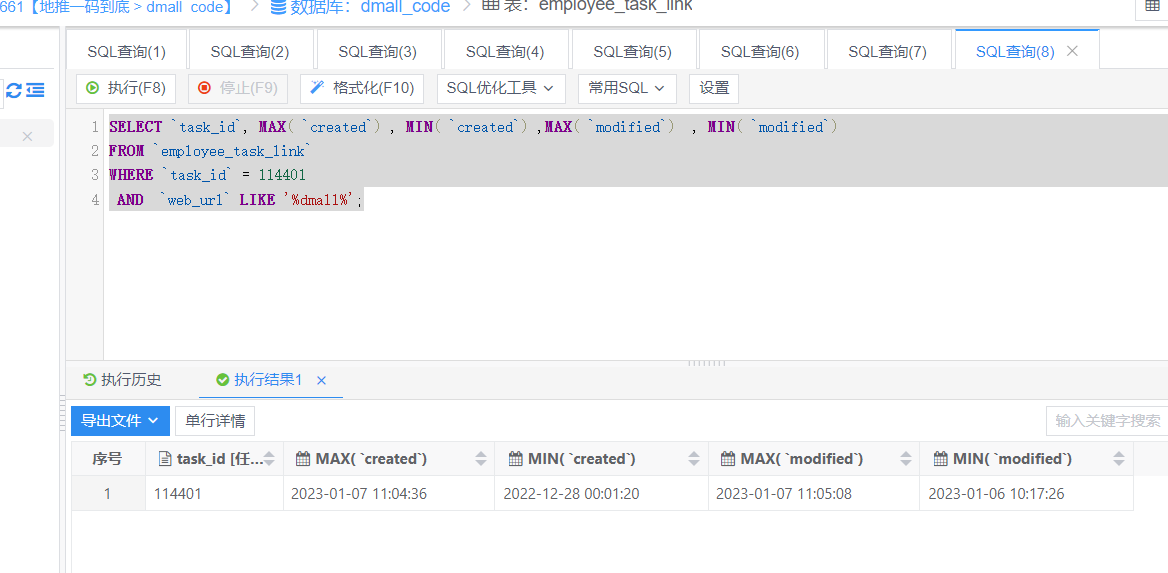 661【地推一码到底 > dmall_code】 数据库: dmall_code 表: employee_task_link
SQL查询(1) SQL查询(2) SQL查询(3) SQL查询(4) SQL查询(5) SQL查询(6) SQL查询(7) SQL查询(8)
执行(F8) 停止(F9) 格式化(F10) SQL优化工具 常用SQL 设置
1 SELECT `task_id`, MAX( `created`) , MIN( `created`) ,MAX( `modified`) , MIN( `modified`)
2 FROM `employee_task_link`
3 WHERE `task_id` = 114401
4 AND `web_url` LIKE '%dmall%';
执行历史 执行结果1
导出文件 单行详情 输入关键字搜索
序号 task_id [任... MAX( `created`) MIN( `created`) MAX( `modified`) MIN( `modified`)
1 114401 2023-01-07 11:04:36 2022-12-28 00:01:20 2023-01-07 11:05:08 2023-01-06 10:17:26